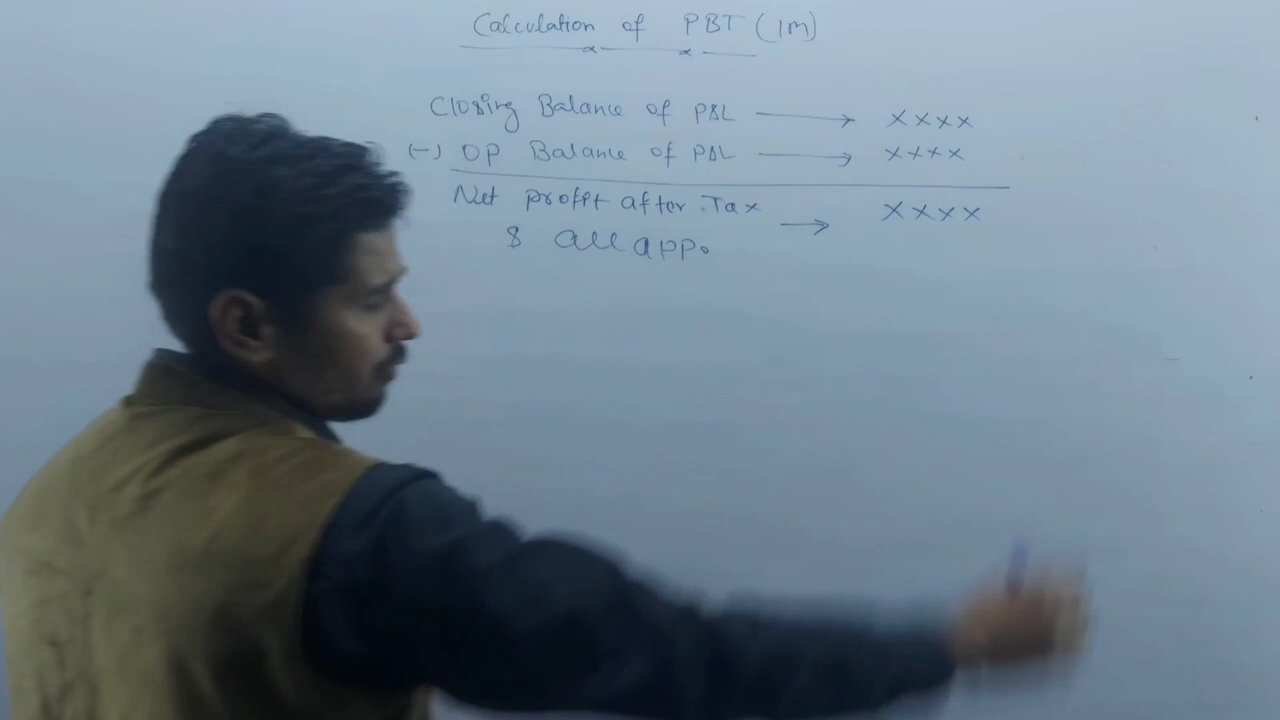 Calculation of PBT (1M)
Closing Balance of P&L → xxxx
(-) OP Balance of P&L → xxxx
Net profit after Tax → xxxx
& all app.